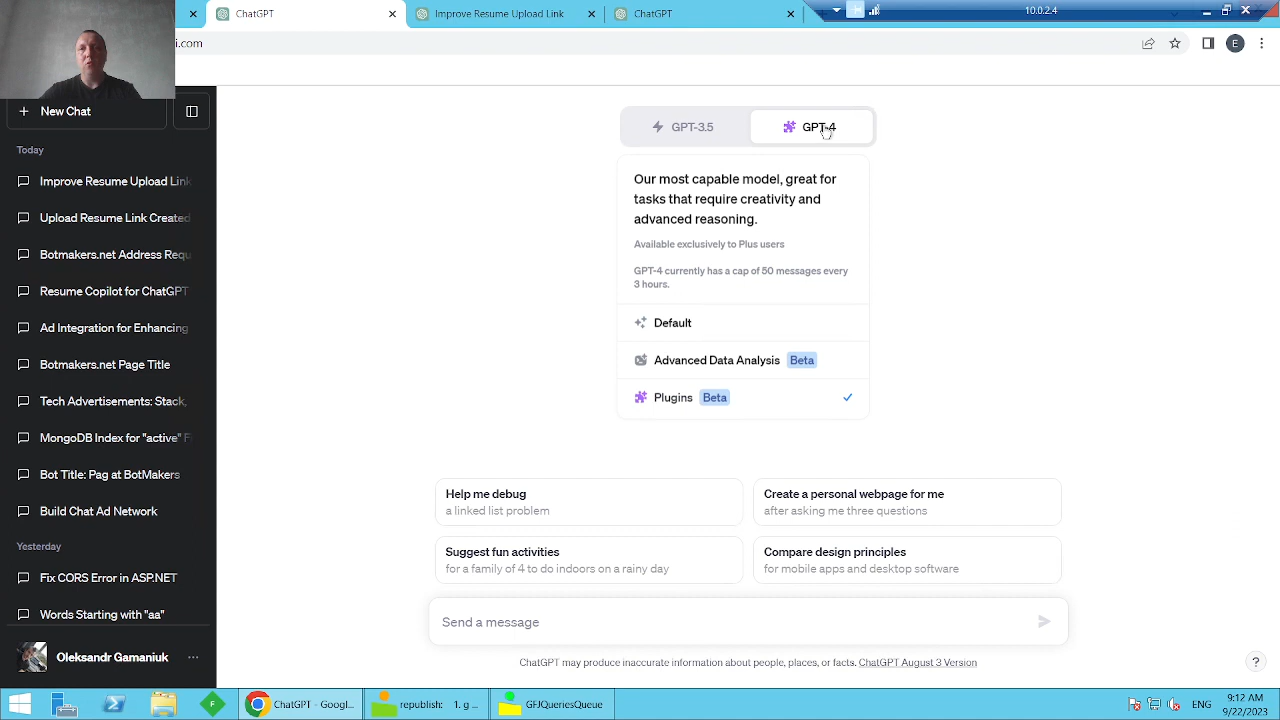 ChatGPT
Improve Resume Upload Link
ChatGPT
10.0.2.4
i.com
E
New Chat
Today
Improve Resume Upload Link
Upload Resume Link Created
Botmakers.net Added Requ
Resume Copilot for ChatGPT
Ad Integration for Enhancing
Botmakers.net Page Title
Tech Advertisements: Stack,
MongoDB Index for "active" F
Bot Title: Pag at BotMakers
Build Chat Ad Network
Yesterday
Fix CORS Error in ASP.NET
Words Starting with "aa"
Oleksandr Gamaniuk
GPT-3.5
GPT-4
Our most capable model, great for
tasks that require creativity and
advanced reasoning.
Available exclusively to Plus users
GPT-4 currently has a cap of 50 messages every
3 hours.
Default
Advanced Data Analysis Beta
Plugins Beta
Help me debug
a linked list problem
Create a personal webpage for me
after asking me three questions
Suggest fun activities
for a family of 4 to do indoors on a rainy day
Compare design principles
for mobile apps and desktop software
Send a message
ChatGPT may produce inaccurate information about people, places, or facts. ChatGPT August 3 Version
?
F
ChatGPT - Googl...
republish: 1. g ...
GFJQueriesQueue
ENG
9:12 AM
9/22/2023